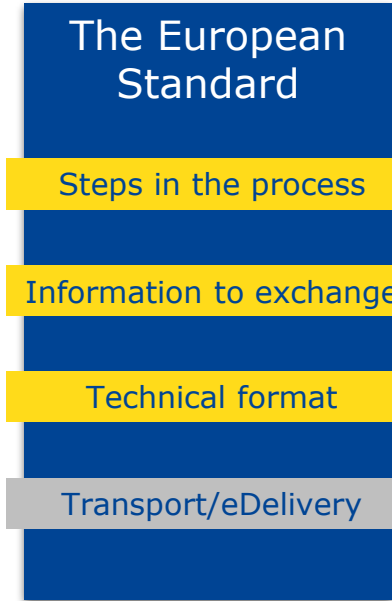 The European
Standard
Steps in the process
Information to exchange
Technical format
Transport/eDelivery